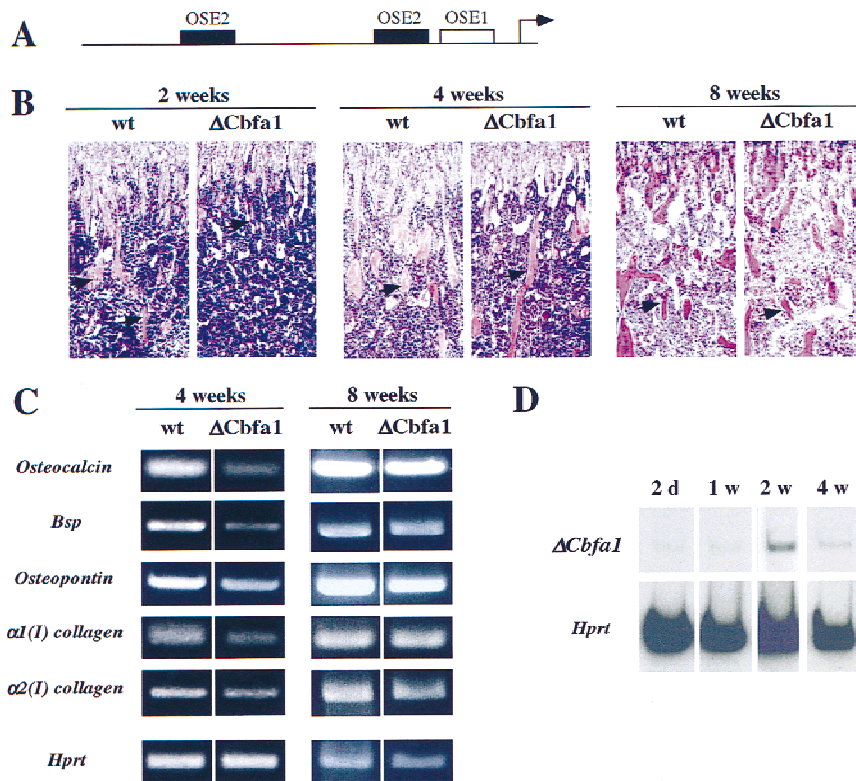 A
OSE2 OSE2 OSE1
B
2 weeks 4 weeks 8 weeks
wt ΔCbfa1 wt ΔCbfa1 wt ΔCbfa1
C
4 weeks 8 weeks
wt ΔCbfa1 wt ΔCbfa1
Osteocalcin
Bsp
Osteopontin
α1(I) collagen
α2(I) collagen
Hprt
D
2 d 1 w 2 w 4 w
ΔCbfa1
Hprt